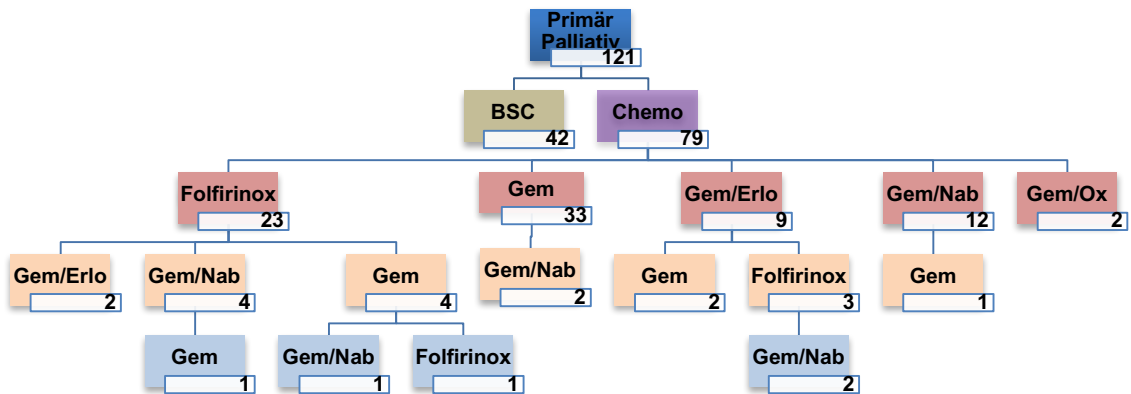 Primär
Palliativ
121
BSC
42
Chemo
79
Folfirinox
23
Gem
33
Gem/Erlo
9
Gem/Nab
12
Gem/Ox
2
Gem/Erlo
2
Gem/Nab
4
Gem
4
Gem/Nab
2
Gem
2
Folfirinox
3
Gem
1
Gem
1
Gem/Nab
1
Folfirinox
1
Gem/Nab
2